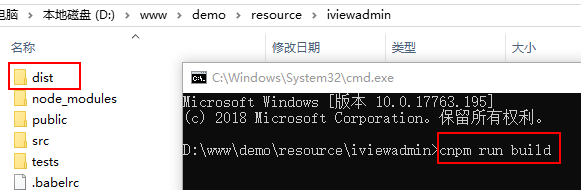 电脑 › 本地磁盘 (D:) › www › demo › resource › iviewadmin
名称
修改日期
类型
大小
dist
node_modules
public
src
tests
.babelrc
C:\Windows\System32\cmd.exe
Microsoft Windows [版本 10.0.17763.195]
(c) 2018 Microsoft Corporation。保留所有权利。
D:\www\demo\resource\iviewadmin>cnpm run build